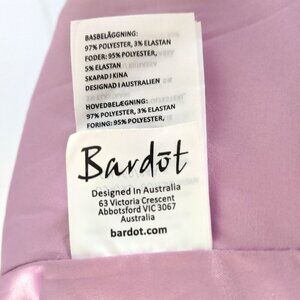 BASBELÄGGNING:
97% POLYESTER, 3% ELASTAN
FODER: 95% POLYESTER,
5% ELASTAN
SKAPAD I KINA
DESIGNAD I AUSTRALIEN
HOVEDBELÆGNING:
97% POLYESTER, 3% ELASTAN
FORING: 95% POLYESTER,
Bardot
Designed In Australia
63 Victoria Crescent
Abbotsford VIC 3067
Australia
bardot.com